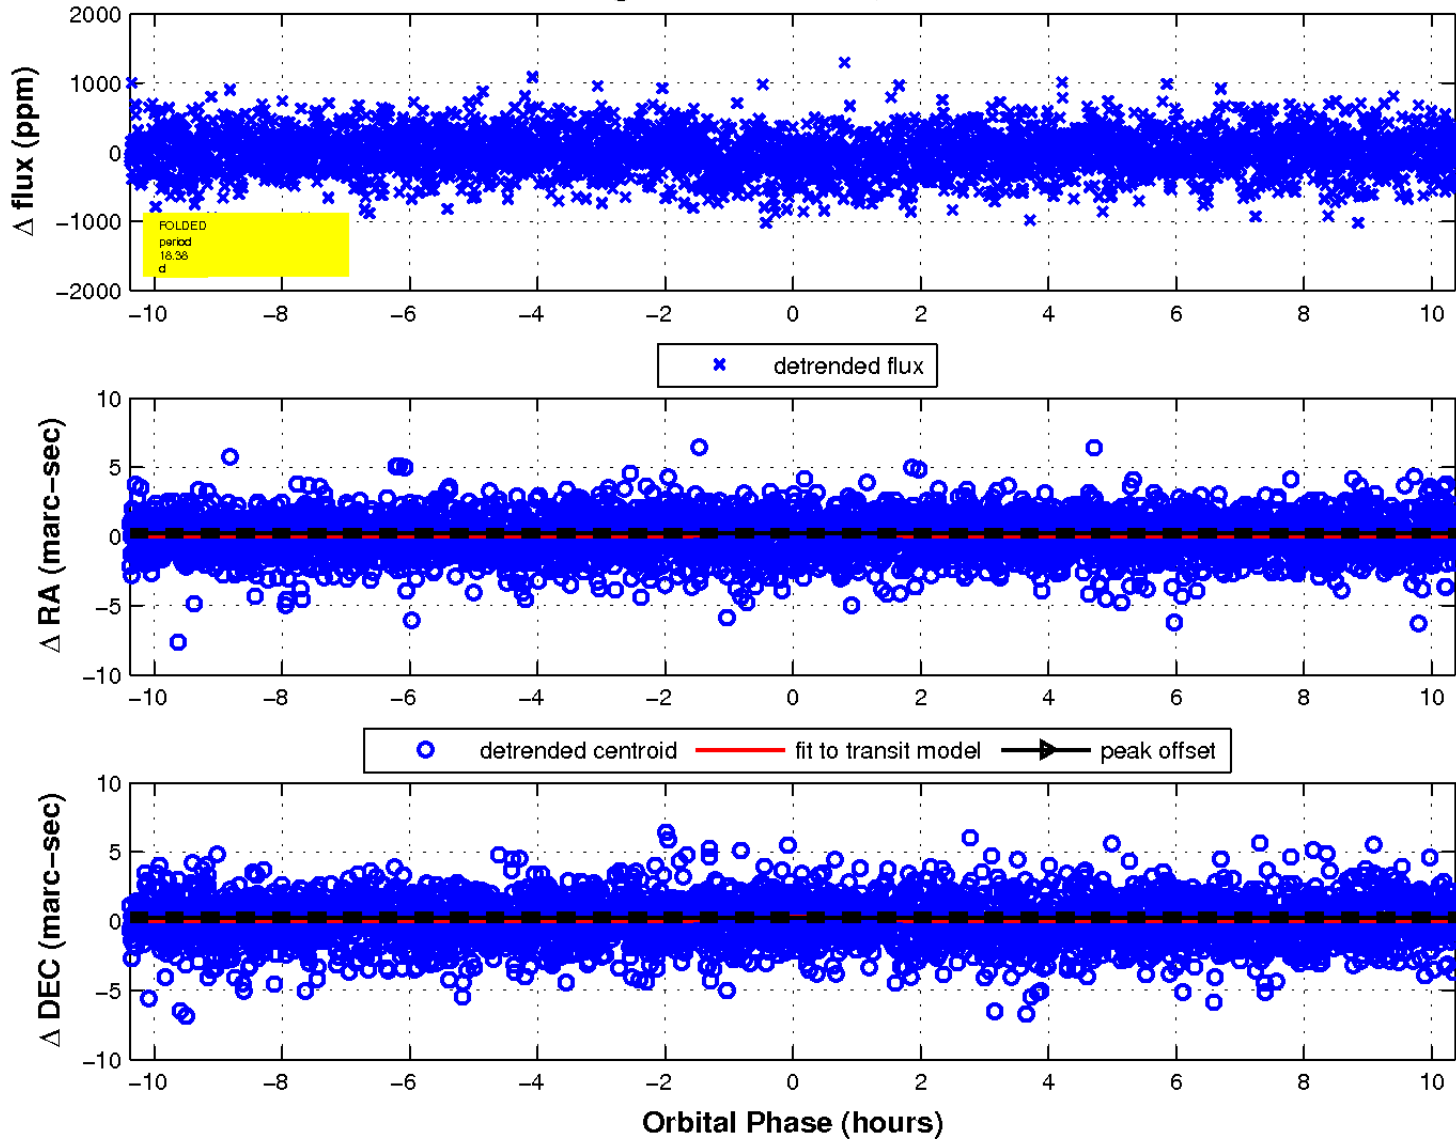 2000
1000
0
−1000
−2000
Δ flux (ppm)
FOLDED
period
18.38
d
−10 −8 −6 −4 −2 0 2 4 6 8 10
detrended flux
10
5
0
−5
−10
Δ RA (marc−sec)
−10 −8 −6 −4 −2 0 2 4 6 8 10
detrended centroid fit to transit model peak offset
10
5
0
−5
−10
Δ DEC (marc−sec)
−10 −8 −6 −4 −2 0 2 4 6 8 10
Orbital Phase (hours)